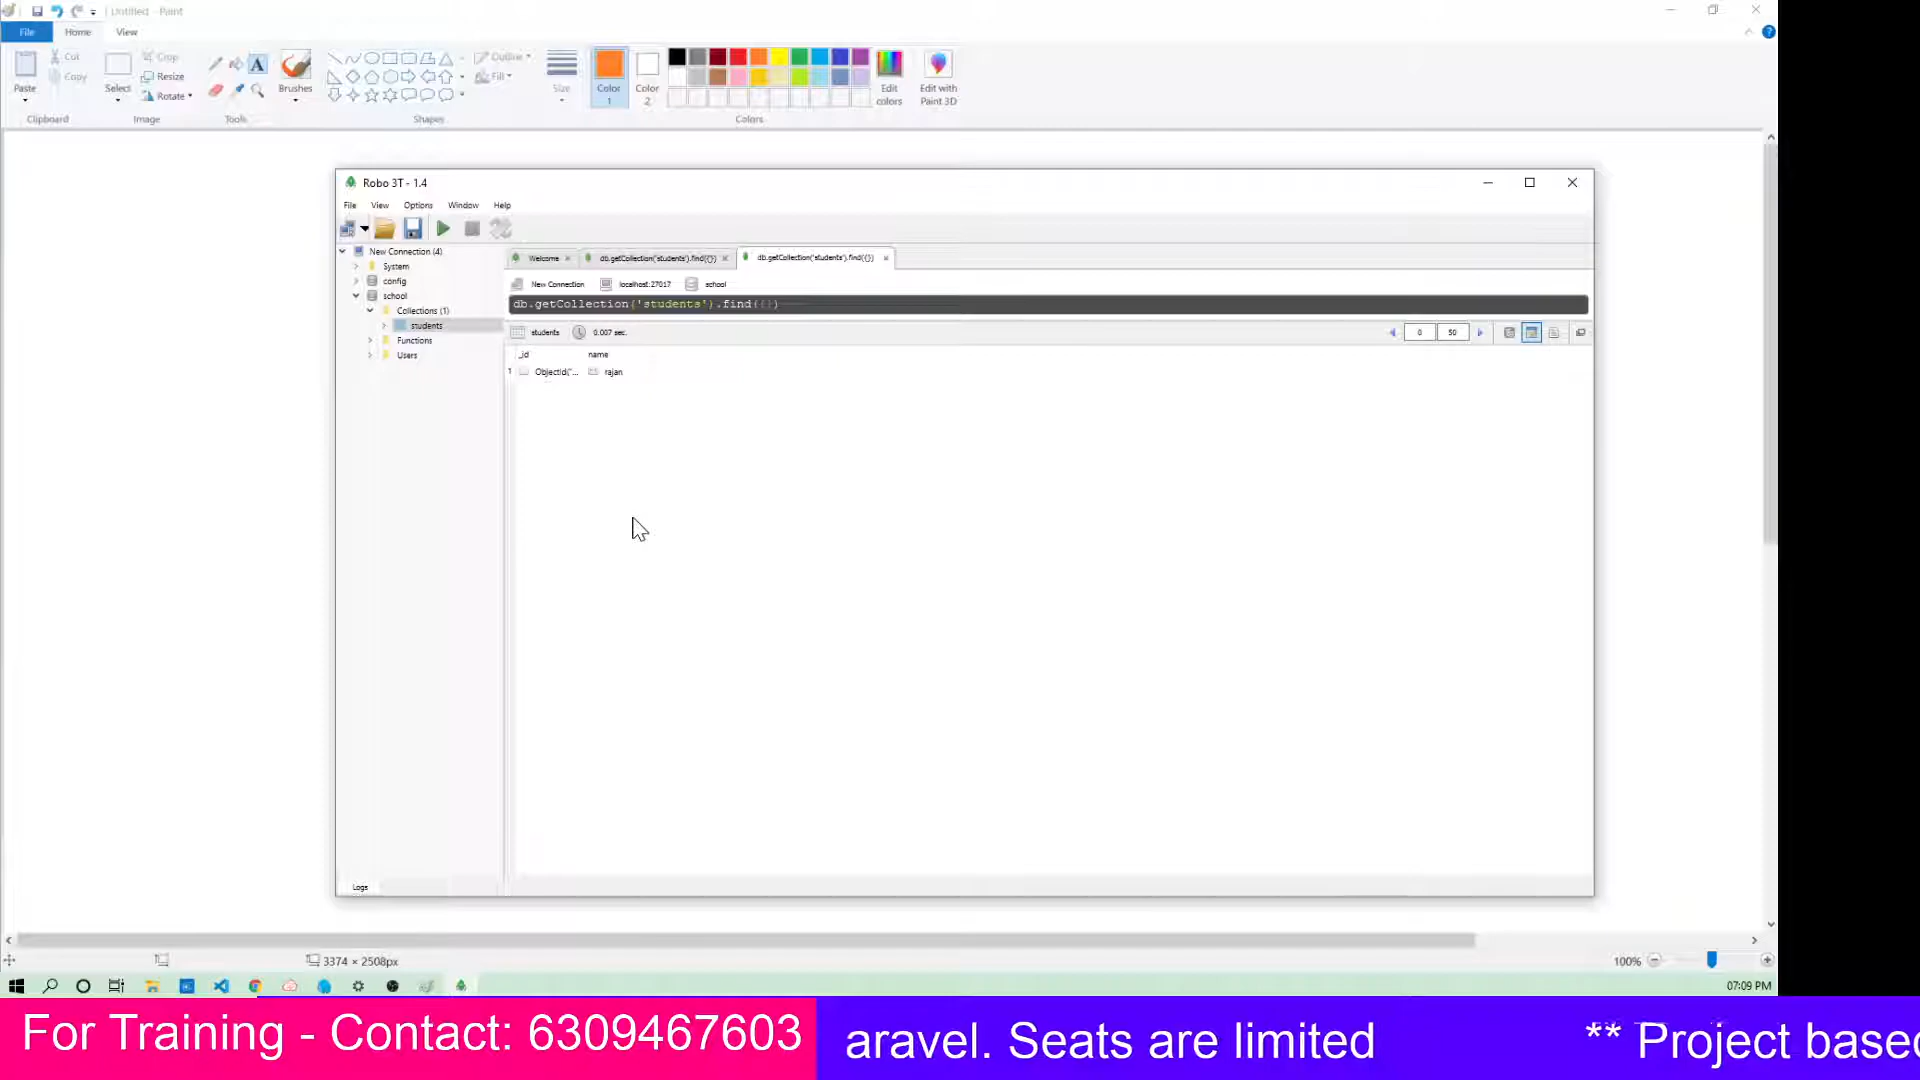 Untitled - Paint
File Home View
Paste
Cut
Copy
Clipboard
Select
Crop
Resize
Rotate
Image
Tools
Brushes
Shapes
Outline
Fill
Size
Color
1
Color
2
Colors
Edit
colors
Edit with
Paint 3D
Robo 3T - 1.4
File View Options Window Help
New Connection (4)
System
config
school
Collections (1)
students
Functions
Users
Welcome
db.getCollection('students').find({})
db.getCollection('students').find({})
New Connection localhost:27017 school
db.getCollection('students').find({})
students 0.007 sec.
0 50
_id name
1 ObjectId("... rajan
Logs
3374 × 2508px
100%
07:09 PM
For Training - Contact: 6309467603
aravel. Seats are limited
** Project base